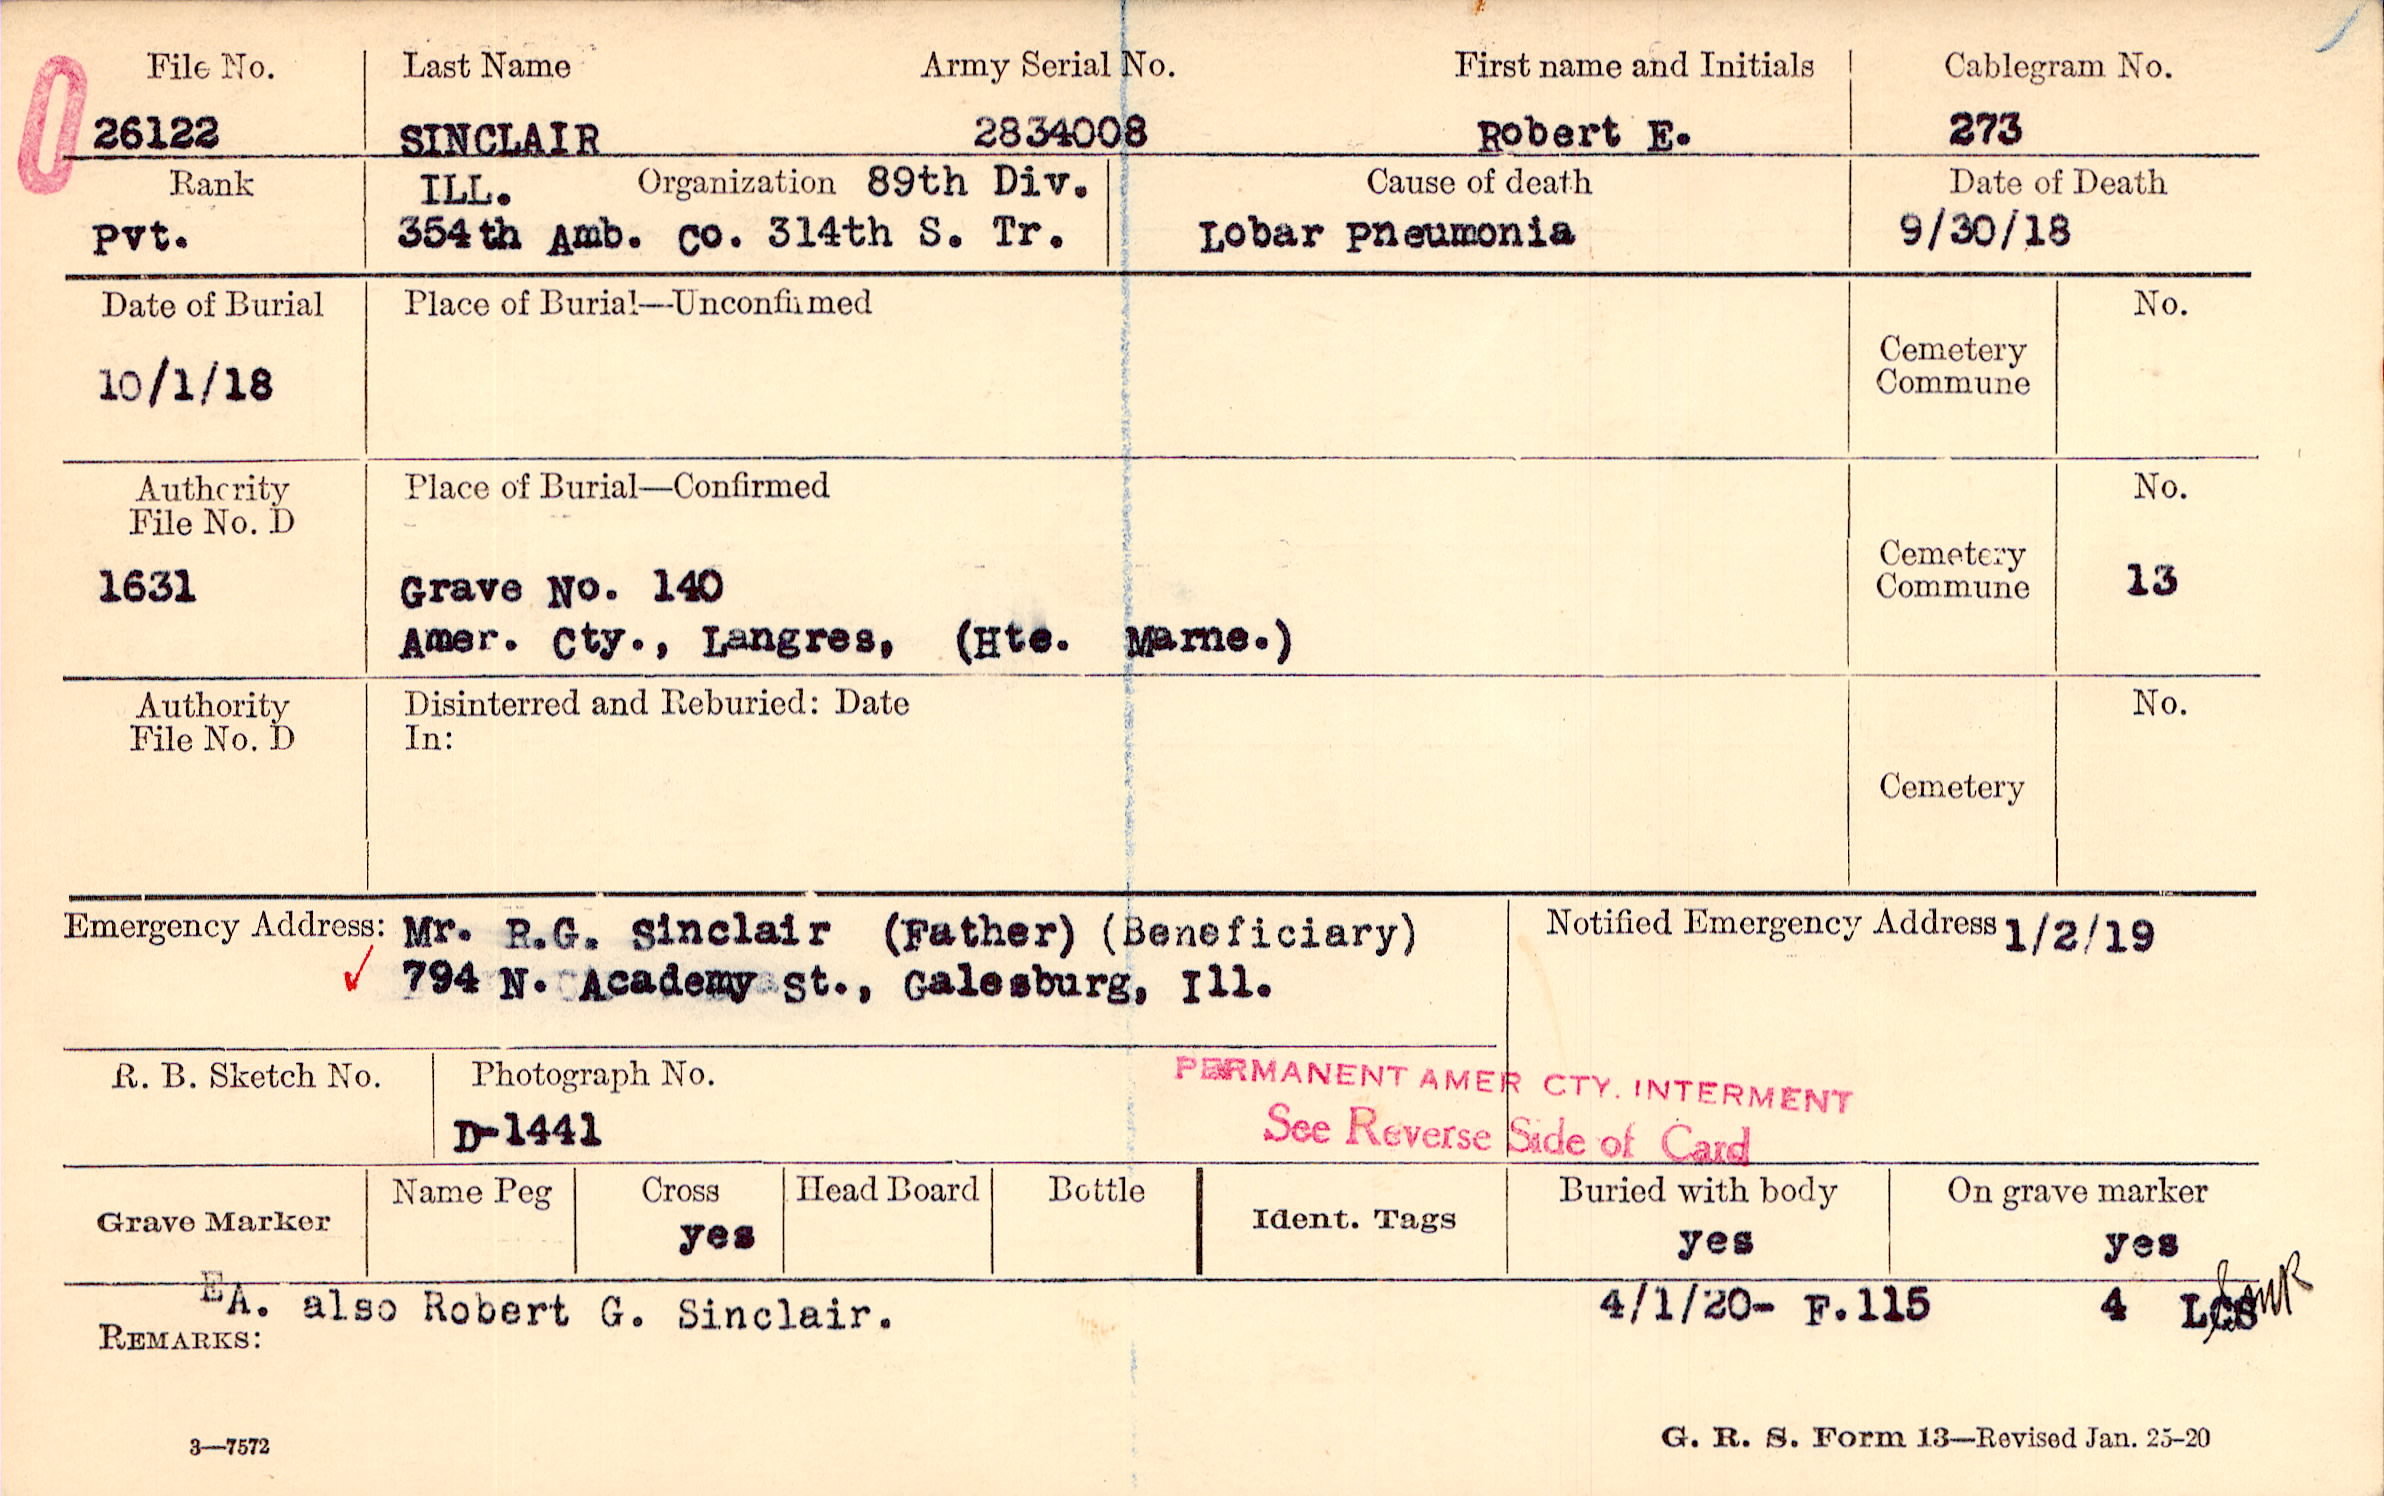 File No. Last Name Army Serial No. First name and Initials Cablegram No.
26122 SINCLAIR 2834008 Robert E. 273
Rank ILL. Organization 89th Div. Cause of death Date of Death
Pvt. 354th Amb. Co. 314th S. Tr. Lobar Pneumonia 9/30/18
Date of Burial Place of Burial—Unconfirmed No.
Cemetery
Commune
10/1/18
Authority Place of Burial—Confirmed No.
File No. D
Cemetery
Commune
1631 Grave No. 140 13
Amer. Cty., Langres, (Hte. Marne.)
Authority Disinterred and Reburied: Date No.
File No. D In:
Cemetery
Emergency Address: Mr. R.G. Sinclair (Father) (Beneficiary) Notified Emergency Address 1/2/19
794 N. Academy St., Galesburg, Ill.
R. B. Sketch No. Photograph No. PERMANENT AMER CTY. INTERMENT
D-1441 See Reverse Side of Card
Name Peg Cross Head Board Bottle Buried with body On grave marker
Grave Marker yes Ident. Tags yes yes
EA. also Robert G. Sinclair. 4/1/20- F.115 4 LCS
REMARKS:
3—7572 G. R. S. Form 13—Revised Jan. 25-20